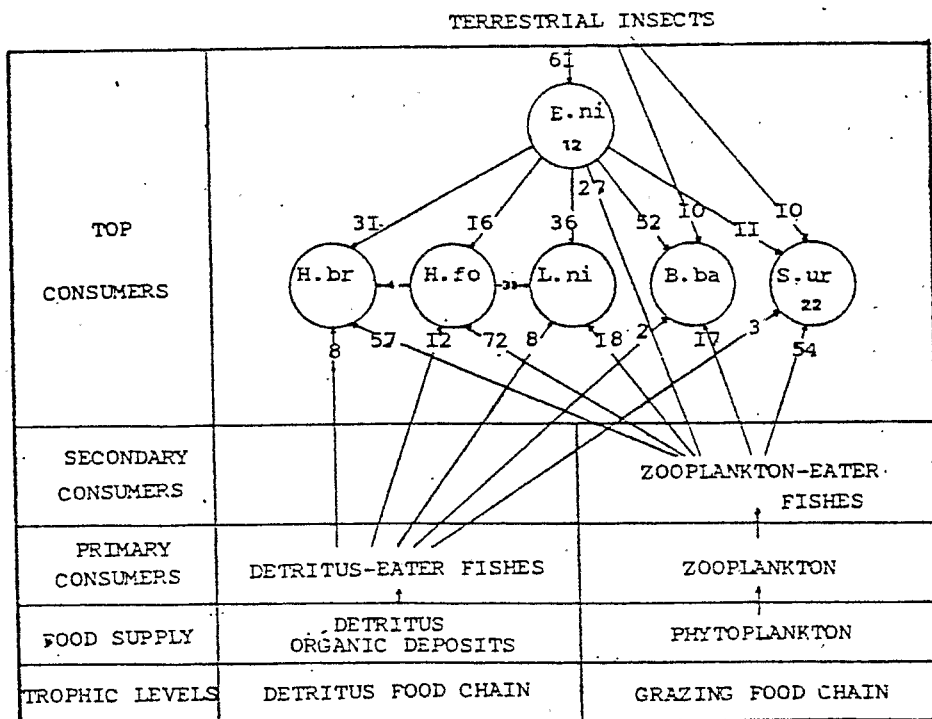 TERRESTRIAL INSECTS
61
E.ni
12
27
31
16
36
52
10
11
10
TOP
CONSUMERS
H.br
H.fo
L.ni
B.ba
S.ur
22
4
8
57
12
72
8
18
2
17
3
54
SECONDARY
CONSUMERS
ZOOPLANKTON-EATER
FISHES
PRIMARY
CONSUMERS
DETRITUS-EATER FISHES
ZOOPLANKTON
FOOD SUPPLY
DETRITUS
ORGANIC DEPOSITS
PHYTOPLANKTON
TROPHIC LEVELS
DETRITUS FOOD CHAIN
GRAZING FOOD CHAIN